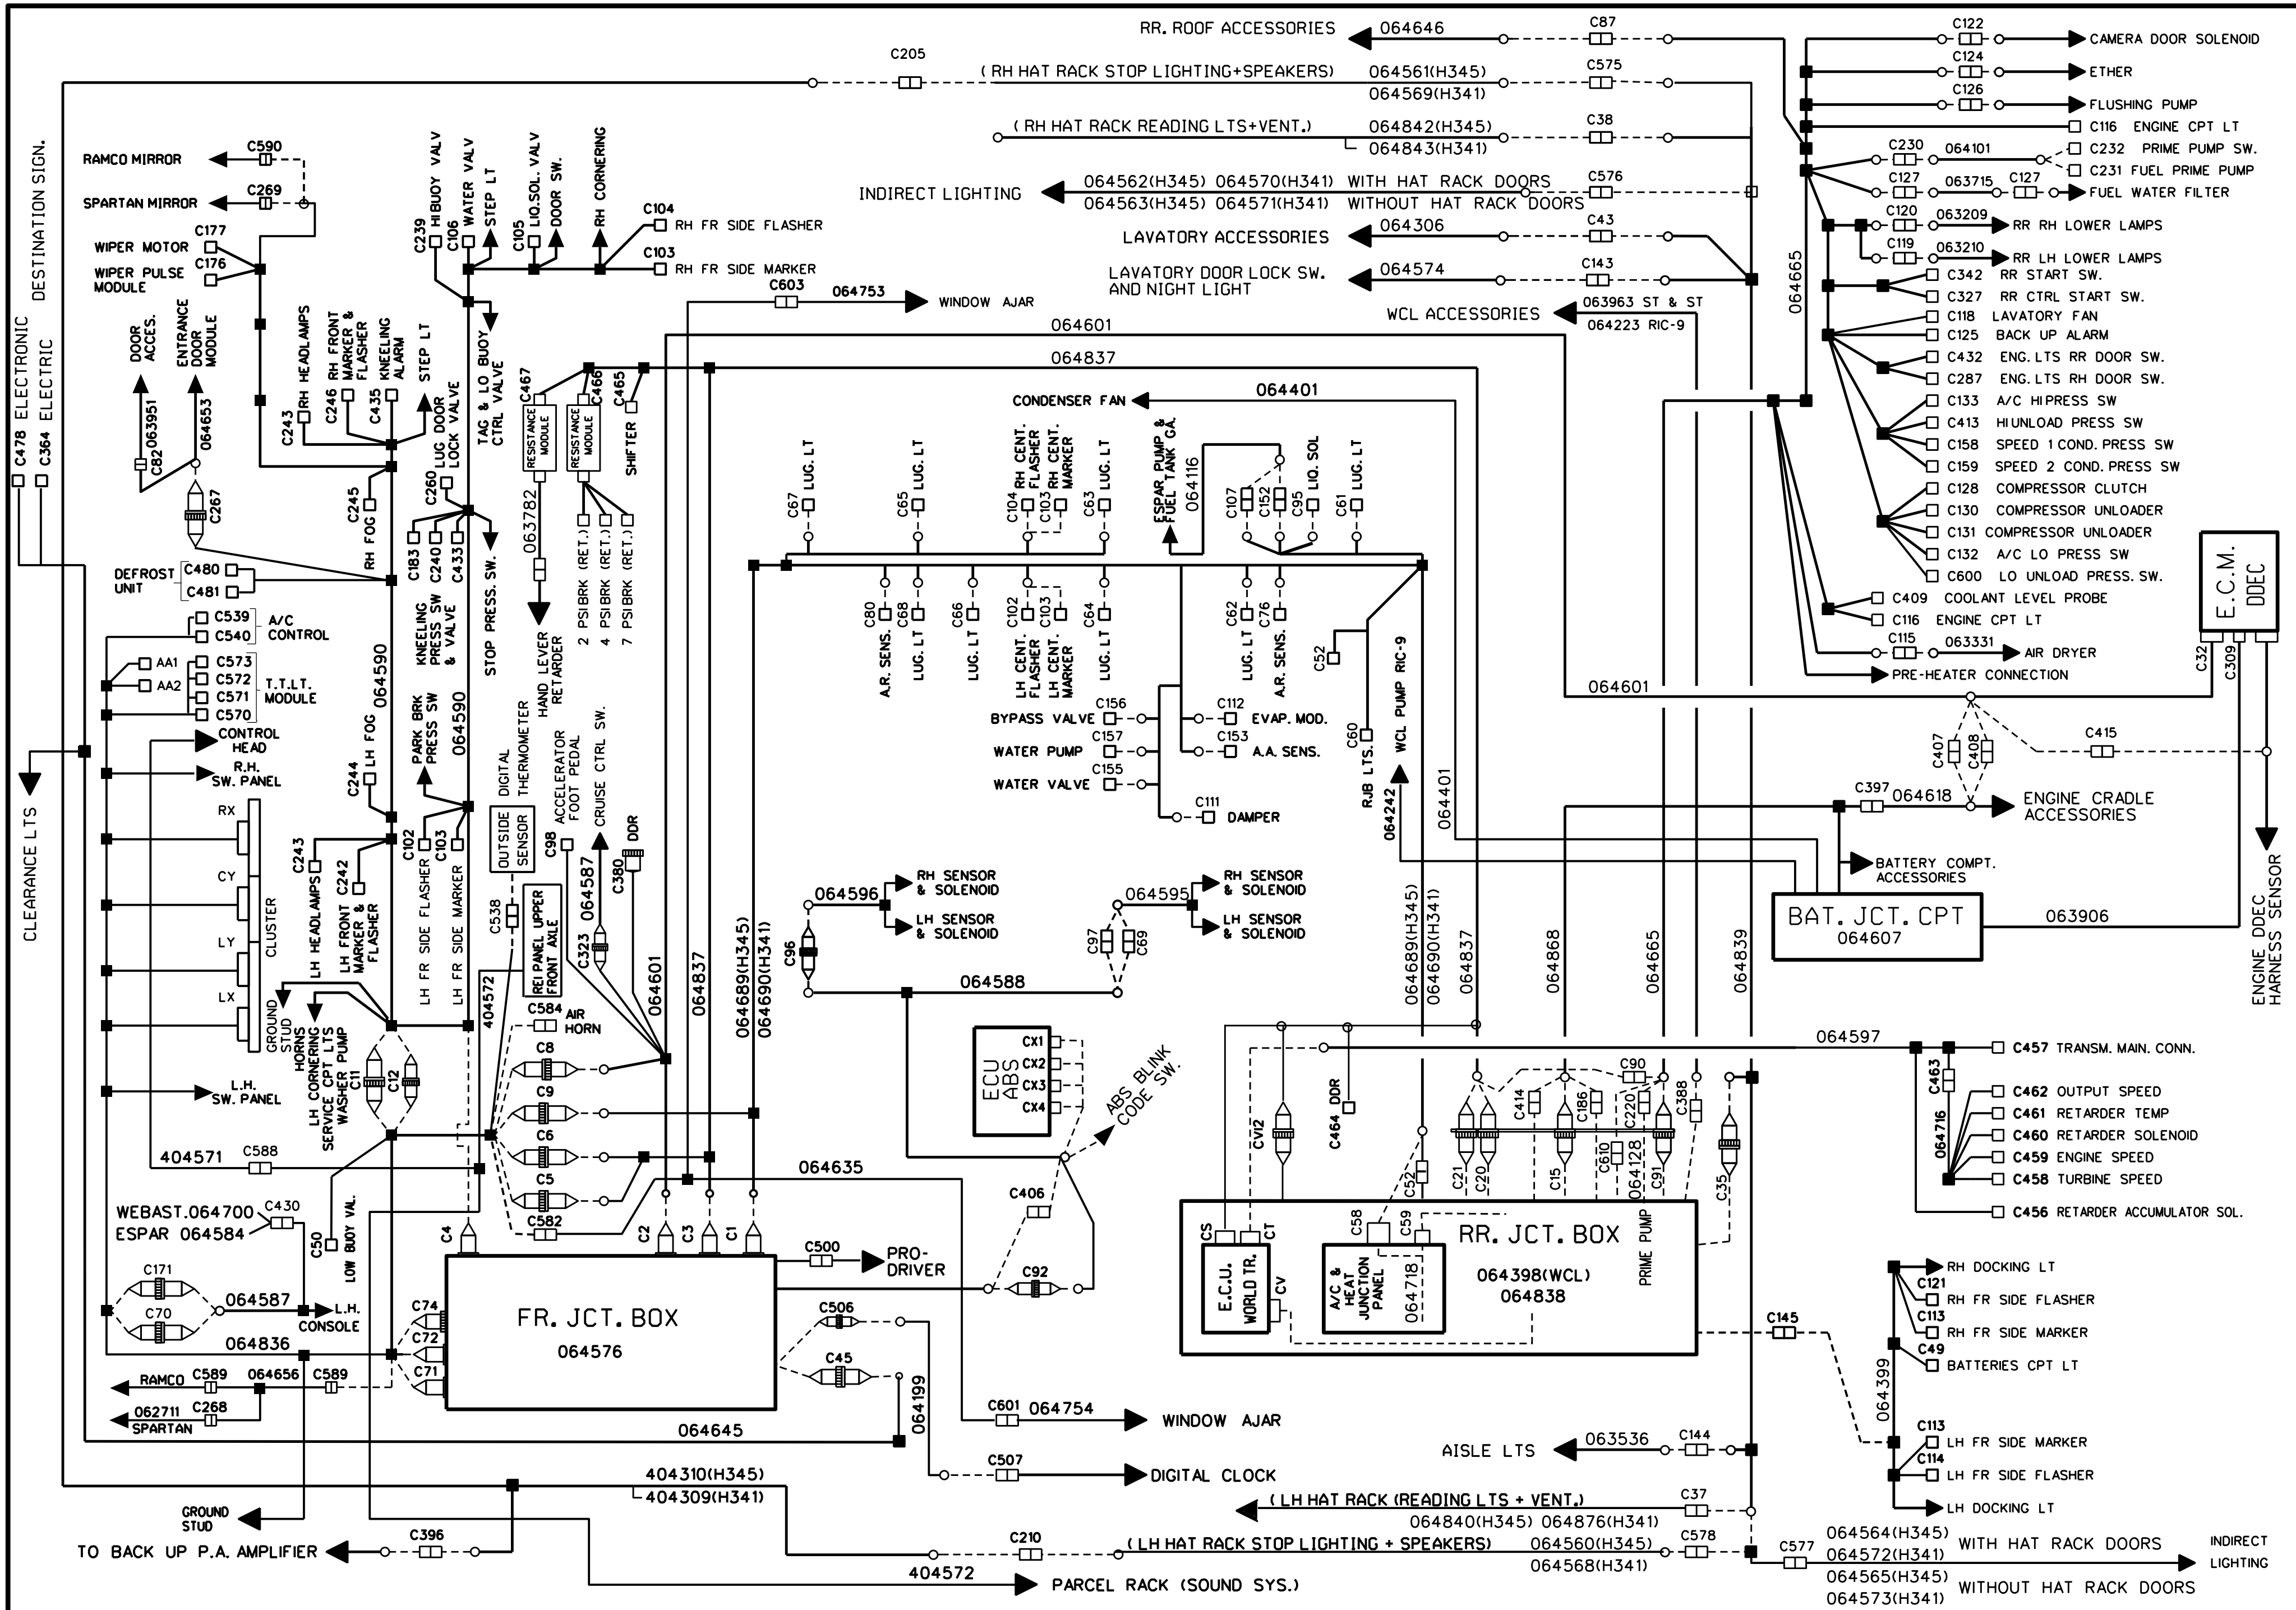 RR. ROOF ACCESSORIES
064646
C87
C122
CAMERA DOOR SOLENOID
C205
( RH HAT RACK STOP LIGHTING+SPEAKERS)
064561(H345)
064569(H341)
C575
C124
ETHER
C126
FLUSHING PUMP
( RH HAT RACK READING LTS+VENT.)
064842(H345)
064843(H341)
C38
C116 ENGINE CPT LT
C230
064101
C232 PRIME PUMP SW.
C231 FUEL PRIME PUMP
INDIRECT LIGHTING
064562(H345) 064570(H341) WITH HAT RACK DOORS
064563(H345) 064571(H341) WITHOUT HAT RACK DOORS
C576
C127
063715
C127
FUEL WATER FILTER
LAVATORY ACCESSORIES
064306
C43
C120
063209
RR RH LOWER LAMPS
C119
063210
RR LH LOWER LAMPS
LAVATORY DOOR LOCK SW.
AND NIGHT LIGHT
064574
C143
C342 RR START SW.
C327 RR CTRL START SW.
WCL ACCESSORIES
063963 ST & ST
064223 RIC-9
064665
C118 LAVATORY FAN
C125 BACK UP ALARM
C432 ENG. LTS RR DOOR SW.
C287 ENG. LTS RH DOOR SW.
C133 A/C HIPRESS SW
C413 HIUNLOAD PRESS SW
C158 SPEED 1 COND. PRESS SW
C159 SPEED 2 COND. PRESS SW
C128 COMPRESSOR CLUTCH
C130 COMPRESSOR UNLOADER
C131 COMPRESSOR UNLOADER
C132 A/C LO PRESS SW
C600 LO UNLOAD PRESS. SW.
C409 COOLANT LEVEL PROBE
C116 ENGINE CPT LT
C115
063331
AIR DRYER
PRE-HEATER CONNECTION
E.C.M.
DDEC
C32
C309
C478 ELECTRONIC
C364 ELECTRIC
DESTINATION SIGN.
RAMCO MIRROR
C590
SPARTAN MIRROR
C269
WIPER MOTOR
C177
WIPER PULSE
MODULE
C176
C239 HIBUOY VALV
C106 WATER VALV
STEP LT
C105 LIQ.SOL. VALV
DOOR SW.
RH CORNERING
C104
RH FR SIDE FLASHER
C103
RH FR SIDE MARKER
C603
064753
WINDOW AJAR
DOOR
ACCES.
ENTRANCE
DOOR
MODULE
C82 063951
064653
C267
C243 RH HEADLAMPS
C246 RH FRONT
MARKER &
FLASHER
C435 KNEELING
ALARM
STEP LT
TAG & LO BUOY
CTRL VALVE
C260 LUG DOOR
LOCK VALVE
C245
RH FOG
C183
C240
C433
KNEELING
PRESS SW
& VALVE
STOP PRESS. SW.
DEFROST
UNIT
C480
C481
C539
C540
A/C
CONTROL
AA1
AA2
C573
C572
C571
C570
T.T.LT.
MODULE
064590
064590
PARK BRK
PRESS SW
C244 LH FOG
CONTROL
HEAD
R.H.
SW. PANEL
RX
CY
LY
LX
CLUSTER
CLEARANCE LTS
L.H.
SW. PANEL
C243
LH HEADLAMPS
C242
LH FRONT
MARKER &
FLASHER
C102
LH FR SIDE FLASHER
C103
LH FR SIDE MARKER
GROUND
STUD
HORNS
LH CORNERING
SERVICE CPT LTS
WASHER PUMP
C11
C12
064601
064837
C467
RESISTANCE
MODULE
C466
RESISTANCE
MODULE
C465
SHIFTER
063782
HAND LEVER
RETARDER
2 PSIBRK (RET.)
4 PSIBRK (RET.)
7 PSIBRK (RET.)
DIGITAL
THERMOMETER
OUTSIDE
SENSOR
C538
REI PANEL UPPER
FRONT AXLE
C98
ACCELERATOR
FOOT PEDAL
CRUISE CTRL SW.
C323 064587
C380
DDR
404572
C584
AIR
HORN
C8
C9
C6
C5
C582
064601
064837
064689(H345)
064690(H341)
CONDENSER FAN
064401
C67
LUG. LT
C65
LUG. LT
C104
RH CENT.
FLASHER
C103
RH CENT.
MARKER
C63
LUG. LT
ESPAR PUMP &
FUEL TANK GA.
064116
C107
C152
C95
LIQ. SOL
C61
LUG. LT
C80
A.R. SENS.
C68
LUG. LT
C66
LUG. LT
C102
LH CENT.
FLASHER
C103
LH CENT.
MARKER
C64
LUG. LT
C62
LUG. LT
C76
A.R. SENS.
C52
C60
RJB LTS.
WCL PUMP RIC-9
064242
064401
BYPASS VALVE
C156
WATER PUMP
C157
WATER VALVE
C155
C112
EVAP. MOD.
C153
A.A. SENS.
C111
DAMPER
064601
C407
C408
C415
C397
064618
ENGINE CRADLE
ACCESSORIES
BATTERY COMPT.
ACCESSORIES
BAT. JCT. CPT
064607
063906
ENGINE DDEC
HARNESS SENSOR
064596
RH SENSOR
& SOLENOID
LH SENSOR
& SOLENOID
C96
064588
064595
C97
C69
RH SENSOR
& SOLENOID
LH SENSOR
& SOLENOID
064689(H345)
064690(H341)
064837
064868
064665
064839
ECU
ABS
CX1
CX2
CX3
CX4
ABS BLINK
CODE SW.
064597
C457 TRANSM. MAIN. CONN.
C463
064716
C462 OUTPUT SPEED
C461 RETARDER TEMP
C460 RETARDER SOLENOID
C459 ENGINE SPEED
C458 TURBINE SPEED
C456 RETARDER ACCUMULATOR SOL.
CVI2
C464 DDR
C52
C21
C20
C414
C15
C186
C610
C220
064128
C90
C91
C388
C35
PRIME PUMP
404571
C588
064635
C406
WEBAST.064700
ESPAR 064584
C430
C50
LOW BUOY VAL.
C171
C70
064587
L.H.
CONSOLE
064836
C4
C2
C3
C1
C74
C72
C71
FR. JCT. BOX
064576
C500
PRO-
DRIVER
C92
C506
C45
064199
RAMCO
C589
064656
C589
062711
SPARTAN
C268
064645
C601
064754
WINDOW AJAR
C507
DIGITAL CLOCK
CS
CT
CV
E.C.U.
WORLD TR.
C58
C59
A/C &
HEAT
JUNCTION
PANEL
064718
RR. JCT. BOX
064398(WCL)
064838
C145
RH DOCKING LT
C121
RH FR SIDE FLASHER
C113
RH FR SIDE MARKER
C49
BATTERIES CPT LT
064399
C113
LH FR SIDE MARKER
C114
LH FR SIDE FLASHER
LH DOCKING LT
AISLE LTS
063536
C144
404310(H345)
404309(H341)
GROUND
STUD
TO BACK UP P.A. AMPLIFIER
C396
( LH HAT RACK (READING LTS + VENT.)
064840(H345) 064876(H341)
C37
C210
( LH HAT RACK STOP LIGHTING + SPEAKERS)
064560(H345)
064568(H341)
C578
404572
PARCEL RACK (SOUND SYS.)
C577
064564(H345)
064572(H341)
WITH HAT RACK DOORS
064565(H345)
064573(H341)
WITHOUT HAT RACK DOORS
INDIRECT
LIGHTING